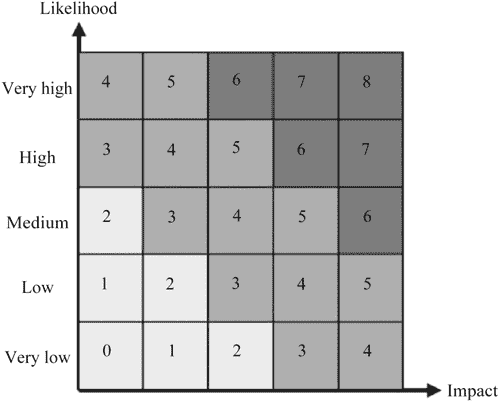 Likelihood
Very high 4 5 6 7 8
High 3 4 5 6 7
Medium 2 3 4 5 6
Low 1 2 3 4 5
Very low 0 1 2 3 4
Impact